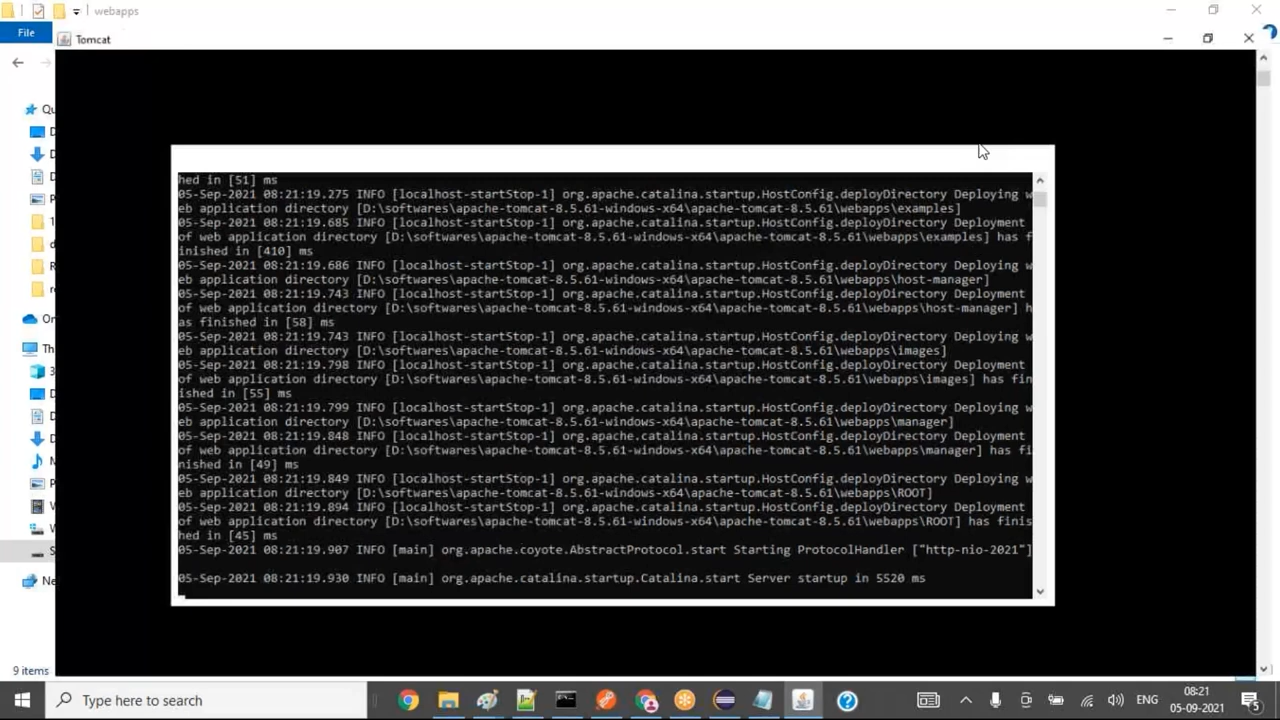 webapps
File
Tomcat
Qu
hed in [51] ms
05-Sep-2021 08:21:19.275 INFO [localhost-startStop-1] org.apache.catalina.startup.HostConfig.deployDirectory Deploying w
eb application directory [D:\softwares\apache-tomcat-8.5.61-windows-x64\apache-tomcat-8.5.61\webapps\examples]
05-Sep-2021 08:21:19.685 INFO [localhost-startStop-1] org.apache.catalina.startup.HostConfig.deployDirectory Deployment
of web application directory [D:\softwares\apache-tomcat-8.5.61-windows-x64\apache-tomcat-8.5.61\webapps\examples] has f
inished in [410] ms
05-Sep-2021 08:21:19.686 INFO [localhost-startStop-1] org.apache.catalina.startup.HostConfig.deployDirectory Deploying w
eb application directory [D:\softwares\apache-tomcat-8.5.61-windows-x64\apache-tomcat-8.5.61\webapps\host-manager]
05-Sep-2021 08:21:19.743 INFO [localhost-startStop-1] org.apache.catalina.startup.HostConfig.deployDirectory Deployment
of web application directory [D:\softwares\apache-tomcat-8.5.61-windows-x64\apache-tomcat-8.5.61\webapps\host-manager] h
as finished in [58] ms
05-Sep-2021 08:21:19.743 INFO [localhost-startStop-1] org.apache.catalina.startup.HostConfig.deployDirectory Deploying w
eb application directory [D:\softwares\apache-tomcat-8.5.61-windows-x64\apache-tomcat-8.5.61\webapps\images]
05-Sep-2021 08:21:19.798 INFO [localhost-startStop-1] org.apache.catalina.startup.HostConfig.deployDirectory Deployment
of web application directory [D:\softwares\apache-tomcat-8.5.61-windows-x64\apache-tomcat-8.5.61\webapps\images] has fin
ished in [55] ms
05-Sep-2021 08:21:19.799 INFO [localhost-startStop-1] org.apache.catalina.startup.HostConfig.deployDirectory Deploying w
eb application directory [D:\softwares\apache-tomcat-8.5.61-windows-x64\apache-tomcat-8.5.61\webapps\manager]
05-Sep-2021 08:21:19.848 INFO [localhost-startStop-1] org.apache.catalina.startup.HostConfig.deployDirectory Deployment
of web application directory [D:\softwares\apache-tomcat-8.5.61-windows-x64\apache-tomcat-8.5.61\webapps\manager] has fi
nished in [49] ms
05-Sep-2021 08:21:19.849 INFO [localhost-startStop-1] org.apache.catalina.startup.HostConfig.deployDirectory Deploying w
eb application directory [D:\softwares\apache-tomcat-8.5.61-windows-x64\apache-tomcat-8.5.61\webapps\ROOT]
05-Sep-2021 08:21:19.894 INFO [localhost-startStop-1] org.apache.catalina.startup.HostConfig.deployDirectory Deployment
of web application directory [D:\softwares\apache-tomcat-8.5.61-windows-x64\apache-tomcat-8.5.61\webapps\ROOT] has finis
hed in [45] ms
05-Sep-2021 08:21:19.907 INFO [main] org.apache.coyote.AbstractProtocol.start Starting ProtocolHandler ["http-nio-2021"]
05-Sep-2021 08:21:19.930 INFO [main] org.apache.catalina.startup.Catalina.start Server startup in 5520 ms
On
Th
Ne
9 items
Type here to search
ENG
08:21
05-09-2021
5